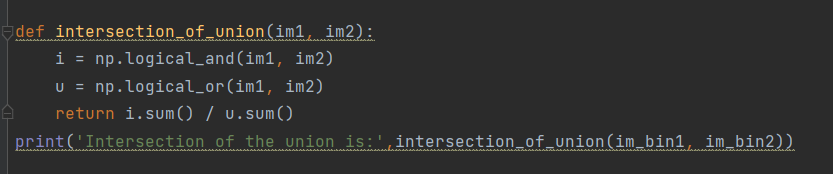 def intersection_of_union(im1, im2):
    i = np.logical_and(im1, im2)
    u = np.logical_or(im1, im2)
    return i.sum() / u.sum()
print('Intersection of the union is:',intersection_of_union(im_bin1, im_bin2))